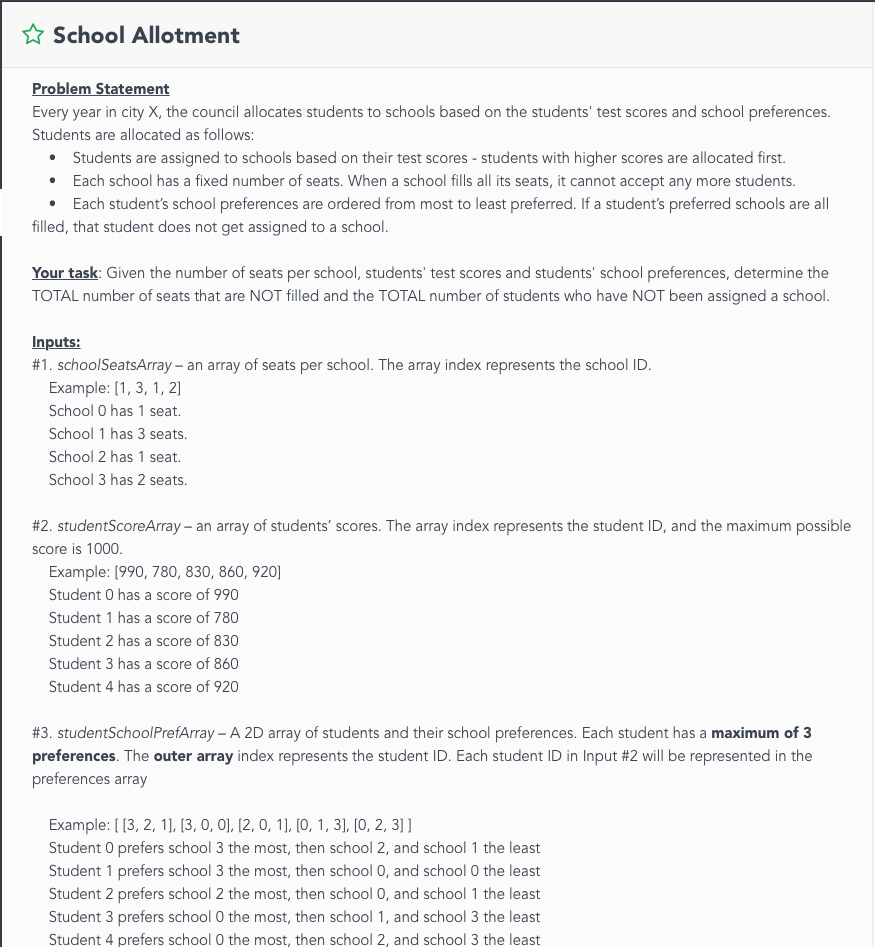 School Allotment
Problem Statement
Every year in city X, the council allocates students to schools based on the students' test scores and school preferences.
Students are allocated as follows:
• Students are assigned to schools based on their test scores - students with higher scores are allocated first.
• Each school has a fixed number of seats. When a school fills all its seats, it cannot accept any more students.
• Each student’s school preferences are ordered from most to least preferred. If a student’s preferred schools are all
filled, that student does not get assigned to a school.
Your task: Given the number of seats per school, students' test scores and students' school preferences, determine the
TOTAL number of seats that are NOT filled and the TOTAL number of students who have NOT been assigned a school.
Inputs:
#1. schoolSeatsArray – an array of seats per school. The array index represents the school ID.
Example: [1, 3, 1, 2]
School 0 has 1 seat.
School 1 has 3 seats.
School 2 has 1 seat.
School 3 has 2 seats.
#2. studentScoreArray – an array of students’ scores. The array index represents the student ID, and the maximum possible
score is 1000.
Example: [990, 780, 830, 860, 920]
Student 0 has a score of 990
Student 1 has a score of 780
Student 2 has a score of 830
Student 3 has a score of 860
Student 4 has a score of 920
#3. studentSchoolPrefArray – A 2D array of students and their school preferences. Each student has a maximum of 3
preferences. The outer array index represents the student ID. Each student ID in Input #2 will be represented in the
preferences array
Example: [ [3, 2, 1], [3, 0, 0], [2, 0, 1], [0, 1, 3], [0, 2, 3] ]
Student 0 prefers school 3 the most, then school 2, and school 1 the least
Student 1 prefers school 3 the most, then school 0, and school 0 the least
Student 2 prefers school 2 the most, then school 0, and school 1 the least
Student 3 prefers school 0 the most, then school 1, and school 3 the least
Student 4 prefers school 0 the most, then school 2, and school 3 the least